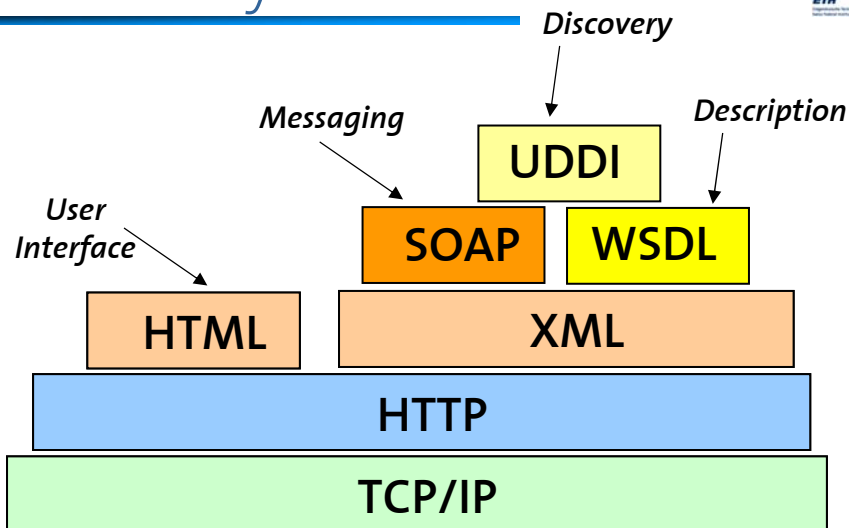 Discovery
Messaging
Description
UDDI
User
Interface
SOAP
WSDL
HTML
XML
HTTP
TCP/IP